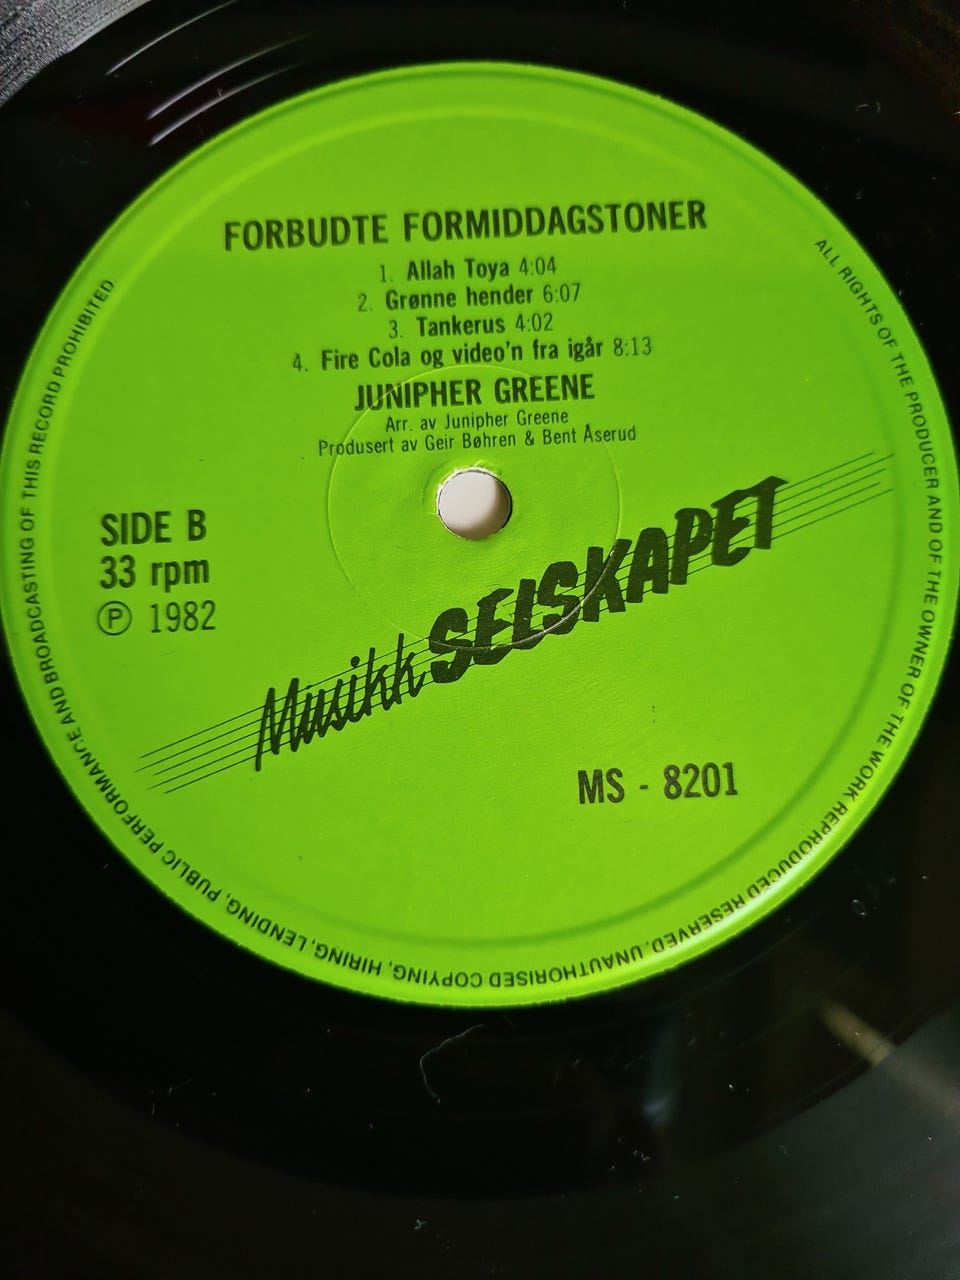 FORBUDTE FORMIDDAGSTONER
1. Allah Toya 4:04
2. Grønne hender 6:07
3. Tankerus 4:02
4. Fire Cola og video'n fra igår 8:13
JUNIPHER GREENE
Arr. av Junipher Greene
Produsert av Geir Bøhren & Bent Åserud
SIDE B
33 rpm
Ⓟ 1982
Musikk SELSKAPET
MS - 8201
ALL RIGHTS OF THE PRODUCER AND OF THE OWNER OF THE WORK REPRODUCED RESERVED. UNAUTHORISED COPYING, HIRING, LENDING, PUBLIC PERFORMANCE AND BROADCASTING OF THIS RECORD PROHIBITED